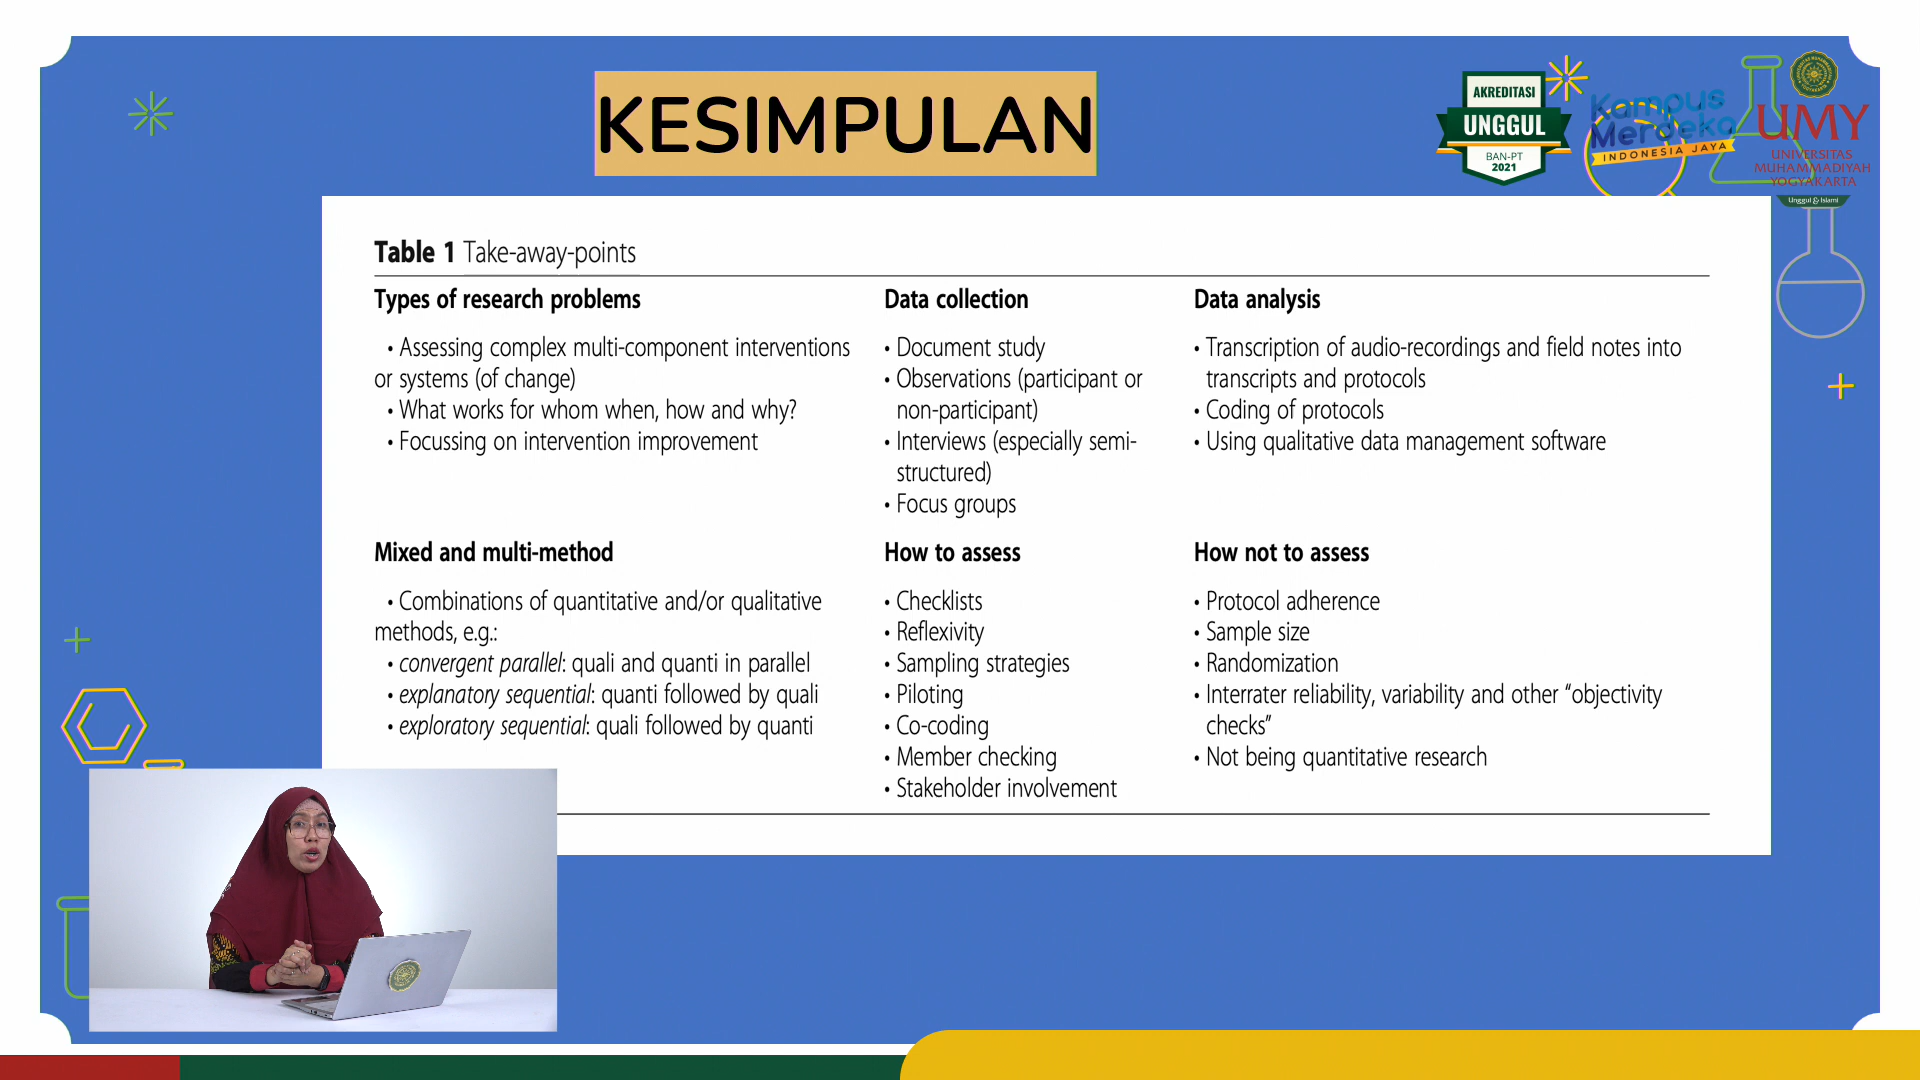 KESIMPULAN
AKREDITASI
UNGGUL
BAN-PT
2021
Kampus
Merdeka
INDONESIA JAYA
UMY
UNIVERSITAS
MUHAMMADIYAH
YOGYAKARTA
Unggul & Islami
Table 1 Take-away-points
Types of research problems
• Assessing complex multi-component interventions
or systems (of change)
• What works for whom when, how and why?
• Focussing on intervention improvement
Data collection
• Document study
• Observations (participant or
non-participant)
• Interviews (especially semi-
structured)
• Focus groups
Data analysis
• Transcription of audio-recordings and field notes into
transcripts and protocols
• Coding of protocols
• Using qualitative data management software
Mixed and multi-method
• Combinations of quantitative and/or qualitative
methods, e.g.:
• convergent parallel: quali and quanti in parallel
• explanatory sequential: quanti followed by quali
• exploratory sequential: quali followed by quanti
How to assess
• Checklists
• Reflexivity
• Sampling strategies
• Piloting
• Co-coding
• Member checking
• Stakeholder involvement
How not to assess
• Protocol adherence
• Sample size
• Randomization
• Interrater reliability, variability and other “objectivity
checks”
• Not being quantitative research